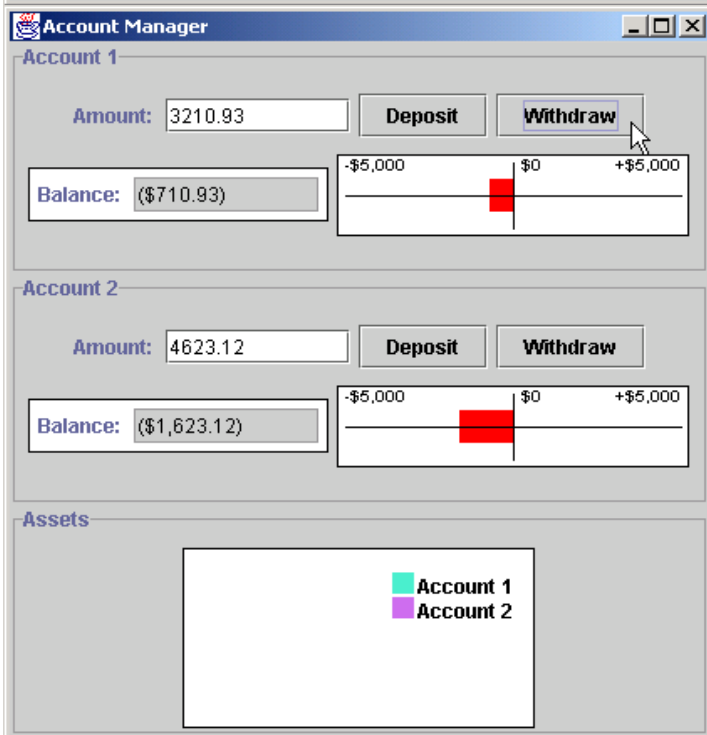 Account Manager
Account 1
Amount: 3210.93 Deposit Withdraw
-$5,000 $0 +$5,000
Balance: ($710.93)
Account 2
Amount: 4623.12 Deposit Withdraw
-$5,000 $0 +$5,000
Balance: ($1,623.12)
Assets
Account 1
Account 2